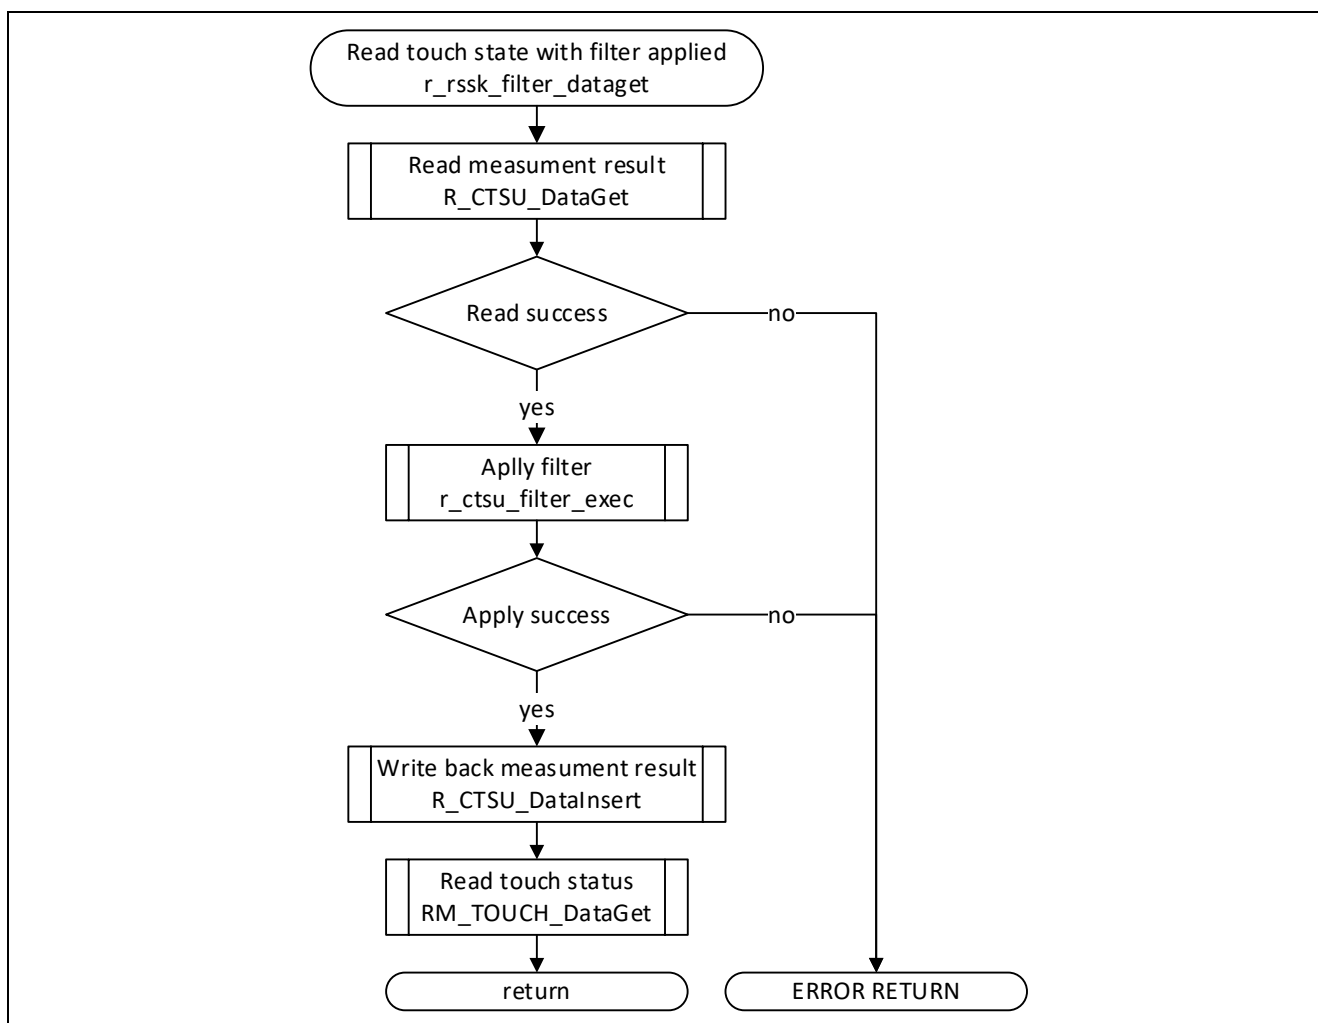 Read touch state with filter applied
r_rssk_filter_dataget
Read measument result
R_CTSU_DataGet
Read success
no
yes
Aplly filter
r_ctsu_filter_exec
Apply success
no
yes
Write back measument result
R_CTSU_DataInsert
Read touch status
RM_TOUCH_DataGet
return
ERROR RETURN